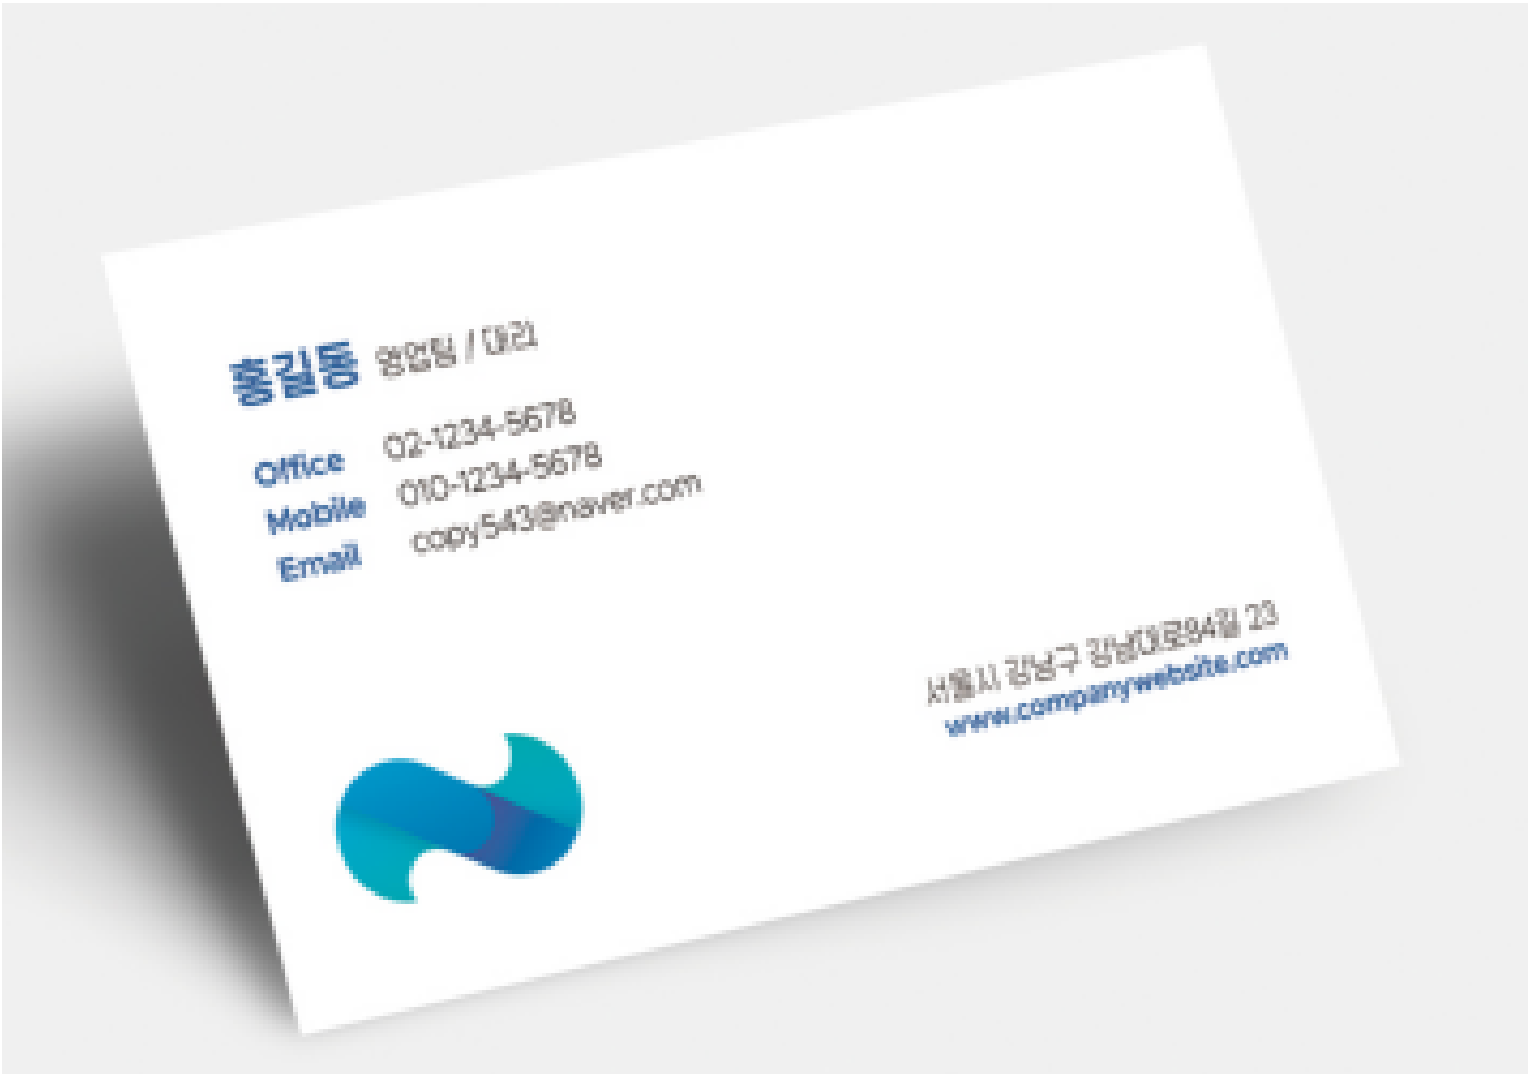 홍길동 영업팀 / 대리
Office 02-1234-5678
Mobile 010-1234-5678
Email copy543@naver.com
서울시 강남구 강남대로94길 23
www.companywebsite.com